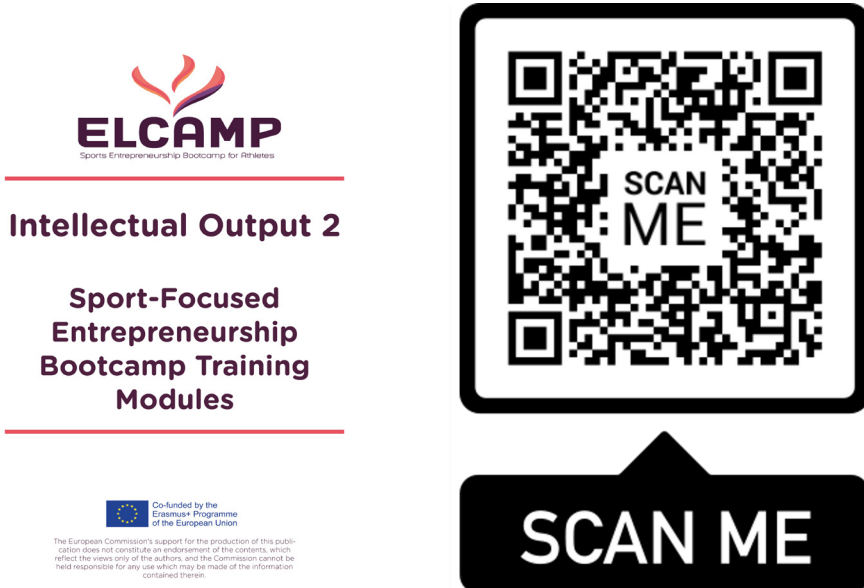 ELCAMP
Sports Entrepreneurship Bootcamp for Athletes
Intellectual Output 2
Sport-Focused
Entrepreneurship
Bootcamp Training
Modules
Co-funded by the
Erasmus+ Programme
of the European Union
The European Commission's support for the production of this publi-
cation does not constitute an endorsement of the contents, which
reflect the views only of the authors, and the Commission cannot be
held responsible for any use which may be made of the information
contained therein.
SCAN
ME
SCAN ME